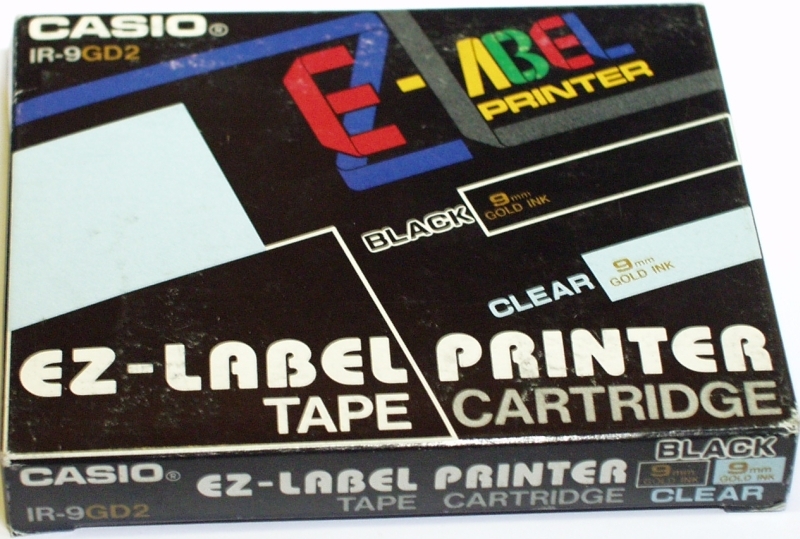 CASIO®
IR-9GD2
EZ-LABEL
PRINTER
BLACK
9mm
GOLD INK
CLEAR
9mm
GOLD INK
EZ-LABEL PRINTER
TAPE CARTRIDGE
CASIO®
IR-9GD2
EZ-LABEL PRINTER
TAPE CARTRIDGE
BLACK
9mm
GOLD INK
9mm
GOLD INK
CLEAR